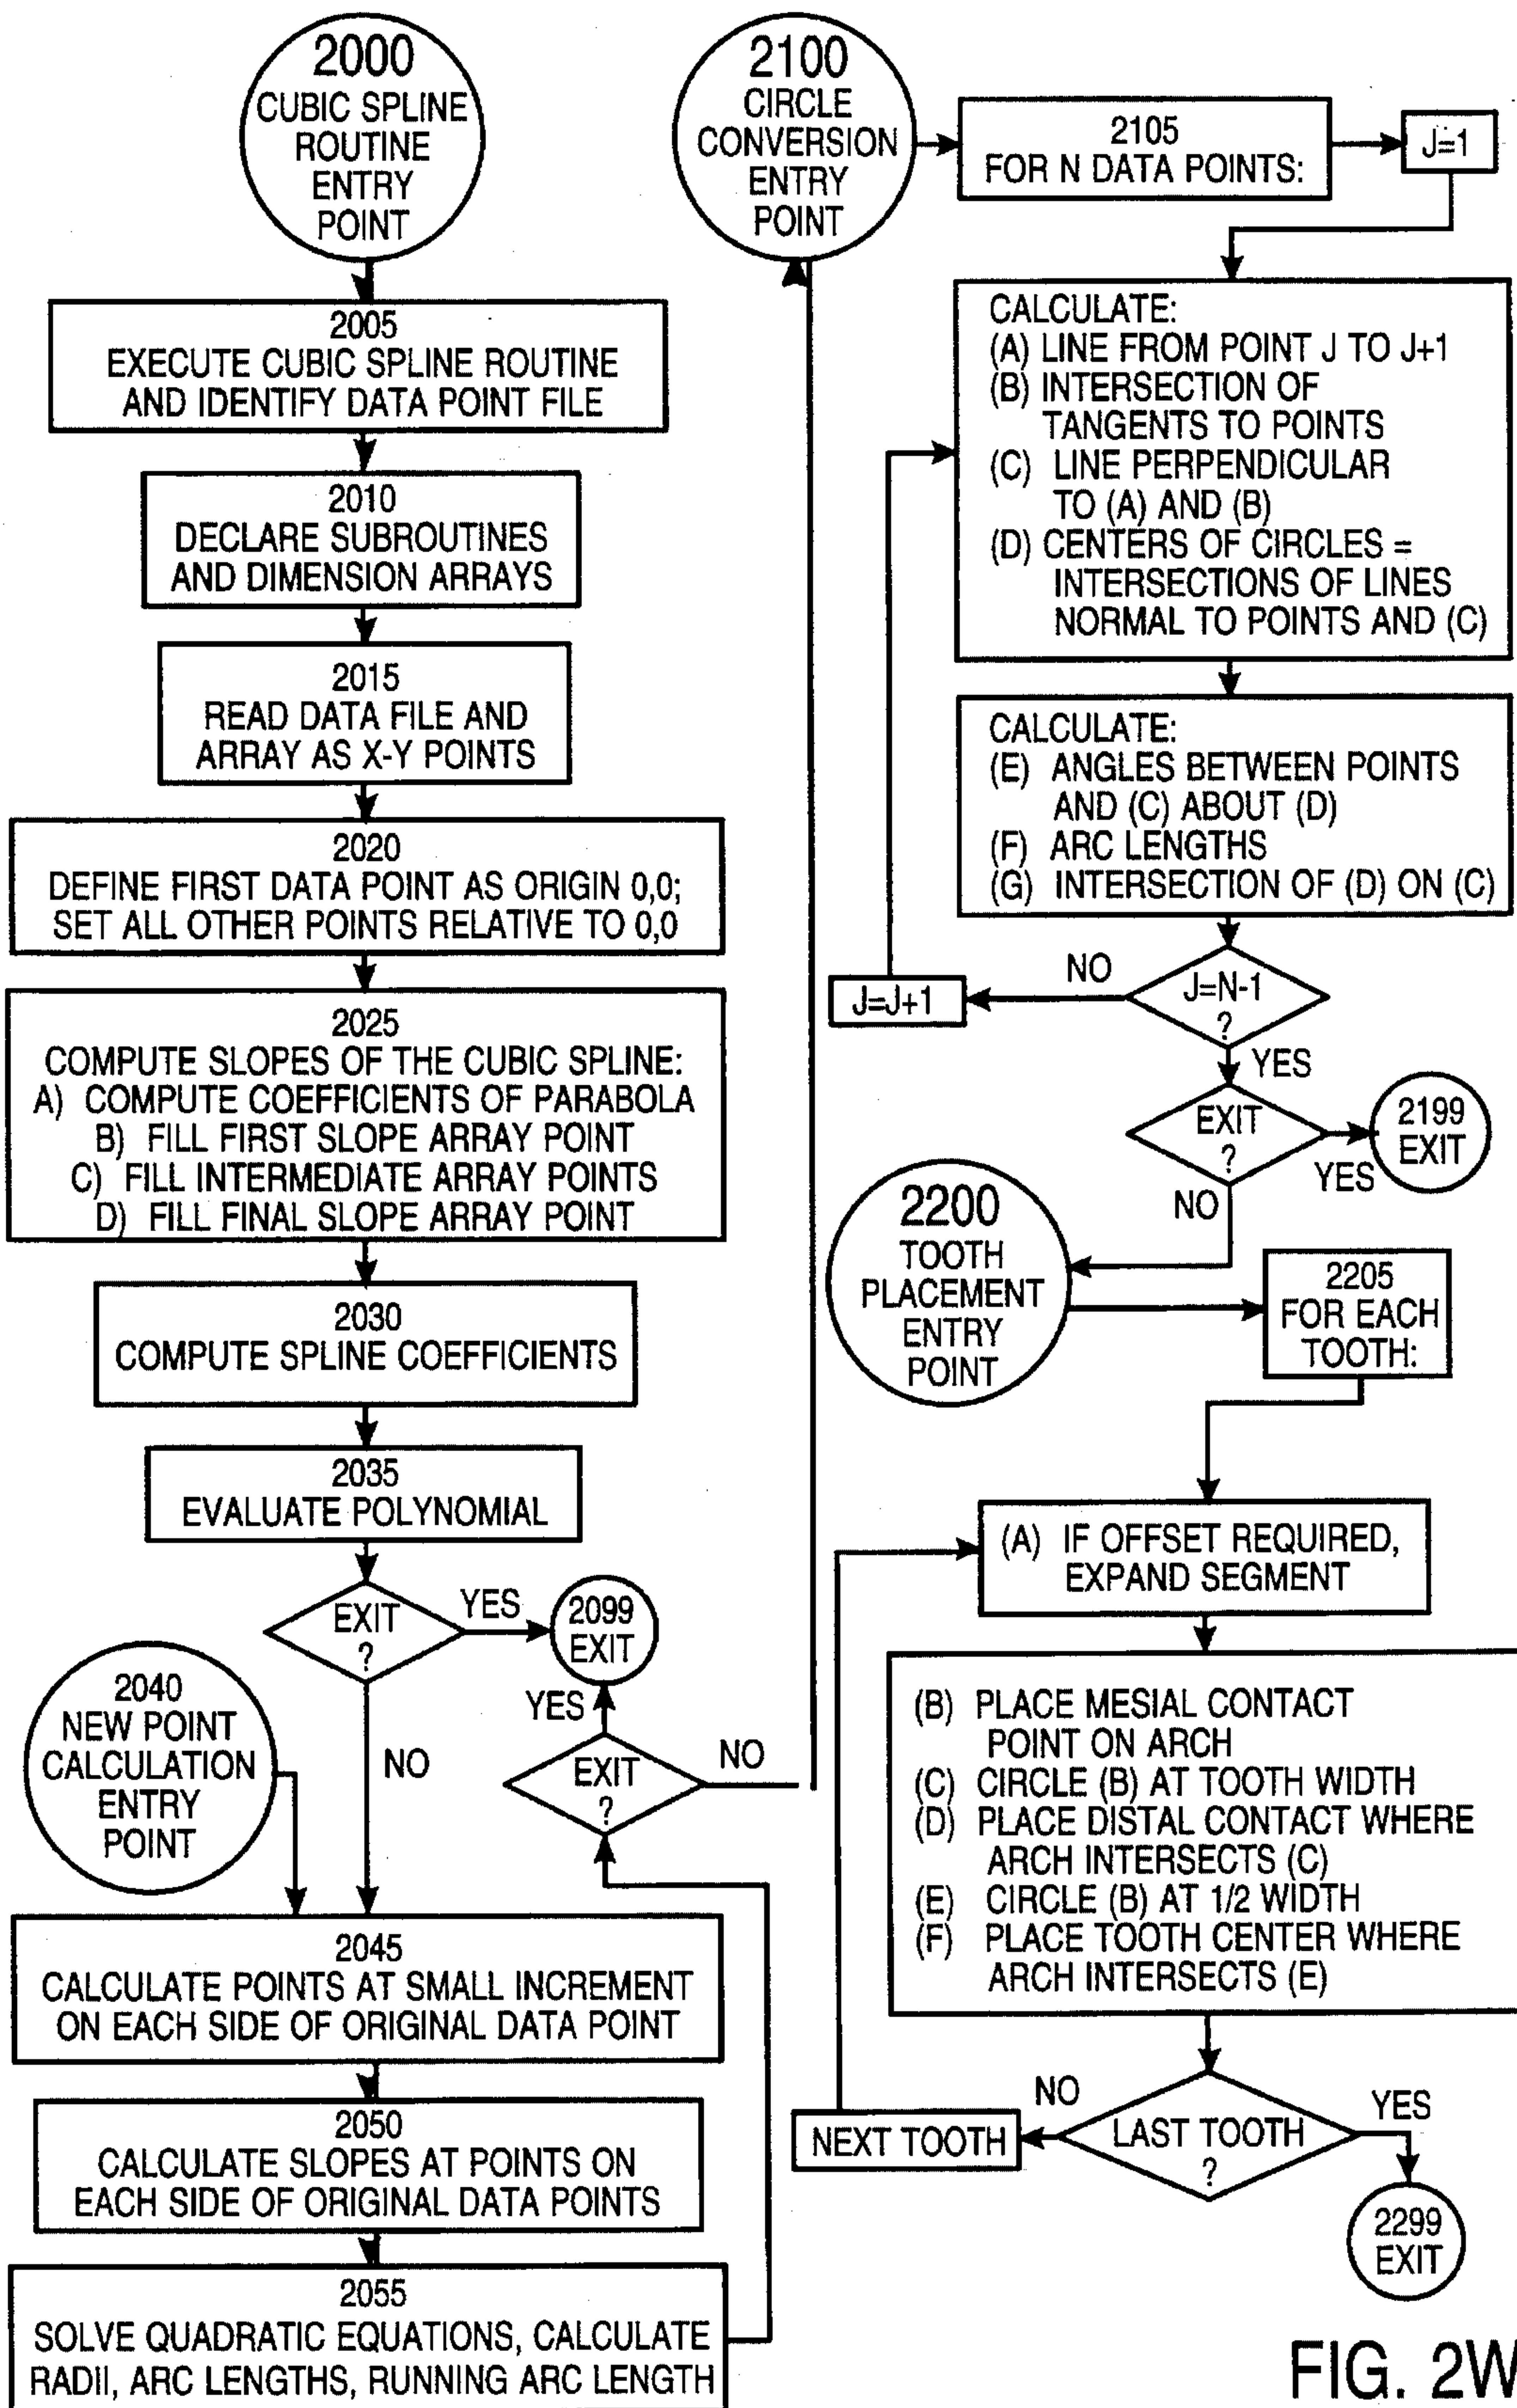 2000
CUBIC SPLINE
ROUTINE
ENTRY
POINT
2005
EXECUTE CUBIC SPLINE ROUTINE
AND IDENTIFY DATA POINT FILE
2010
DECLARE SUBROUTINES
AND DIMENSION ARRAYS
2015
READ DATA FILE AND
ARRAY AS X-Y POINTS
2020
DEFINE FIRST DATA POINT AS ORIGIN 0,0;
SET ALL OTHER POINTS RELATIVE TO 0,0
2025
COMPUTE SLOPES OF THE CUBIC SPLINE:
A) COMPUTE COEFFICIENTS OF PARABOLA
B) FILL FIRST SLOPE ARRAY POINT
C) FILL INTERMEDIATE ARRAY POINTS
D) FILL FINAL SLOPE ARRAY POINT
2030
COMPUTE SPLINE COEFFICIENTS
2035
EVALUATE POLYNOMIAL
EXIT
?
YES
2099
EXIT
NO
2040
NEW POINT
CALCULATION
ENTRY
POINT
2045
CALCULATE POINTS AT SMALL INCREMENT
ON EACH SIDE OF ORIGINAL DATA POINT
2050
CALCULATE SLOPES AT POINTS ON
EACH SIDE OF ORIGINAL DATA POINTS
2055
SOLVE QUADRATIC EQUATIONS, CALCULATE
RADII, ARC LENGTHS, RUNNING ARC LENGTH
YES
EXIT
?
NO
2100
CIRCLE
CONVERSION
ENTRY
POINT
2105
FOR N DATA POINTS:
J=1
CALCULATE:
(A) LINE FROM POINT J TO J+1
(B) INTERSECTION OF
TANGENTS TO POINTS
(C) LINE PERPENDICULAR
TO (A) AND (B)
(D) CENTERS OF CIRCLES =
INTERSECTIONS OF LINES
NORMAL TO POINTS AND (C)
CALCULATE:
(E) ANGLES BETWEEN POINTS
AND (C) ABOUT (D)
(F) ARC LENGTHS
(G) INTERSECTION OF (D) ON (C)
J=N-1
?
NO
J=J+1
YES
EXIT
?
YES
2199
EXIT
NO
2200
TOOTH
PLACEMENT
ENTRY
POINT
2205
FOR EACH
TOOTH:
(A) IF OFFSET REQUIRED,
EXPAND SEGMENT
(B) PLACE MESIAL CONTACT
POINT ON ARCH
(C) CIRCLE (B) AT TOOTH WIDTH
(D) PLACE DISTAL CONTACT WHERE
ARCH INTERSECTS (C)
(E) CIRCLE (B) AT 1/2 WIDTH
(F) PLACE TOOTH CENTER WHERE
ARCH INTERSECTS (E)
LAST TOOTH
?
NO
NEXT TOOTH
YES
2299
EXIT
FIG. 2W